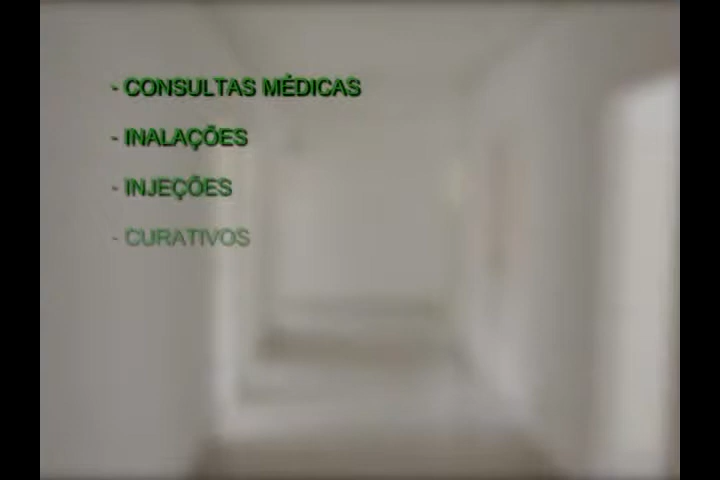 - CONSULTAS MÉDICAS
- INALAÇÕES
- INJEÇÕES
- CURATIVOS